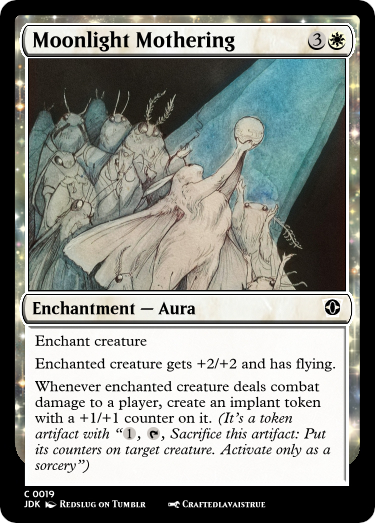 Moonlight Mothering 3
Enchantment — Aura
Enchant creature
Enchanted creature gets +2/+2 and has flying.
Whenever enchanted creature deals combat
damage to a player, create an implant token
with a +1/+1 counter on it. (It's a token
artifact with “1, , Sacrifice this artifact: Put
its counters on target creature. Activate only as a
sorcery”)
C 0019
JDK Redslug on Tumblr Craftedlavaistrue